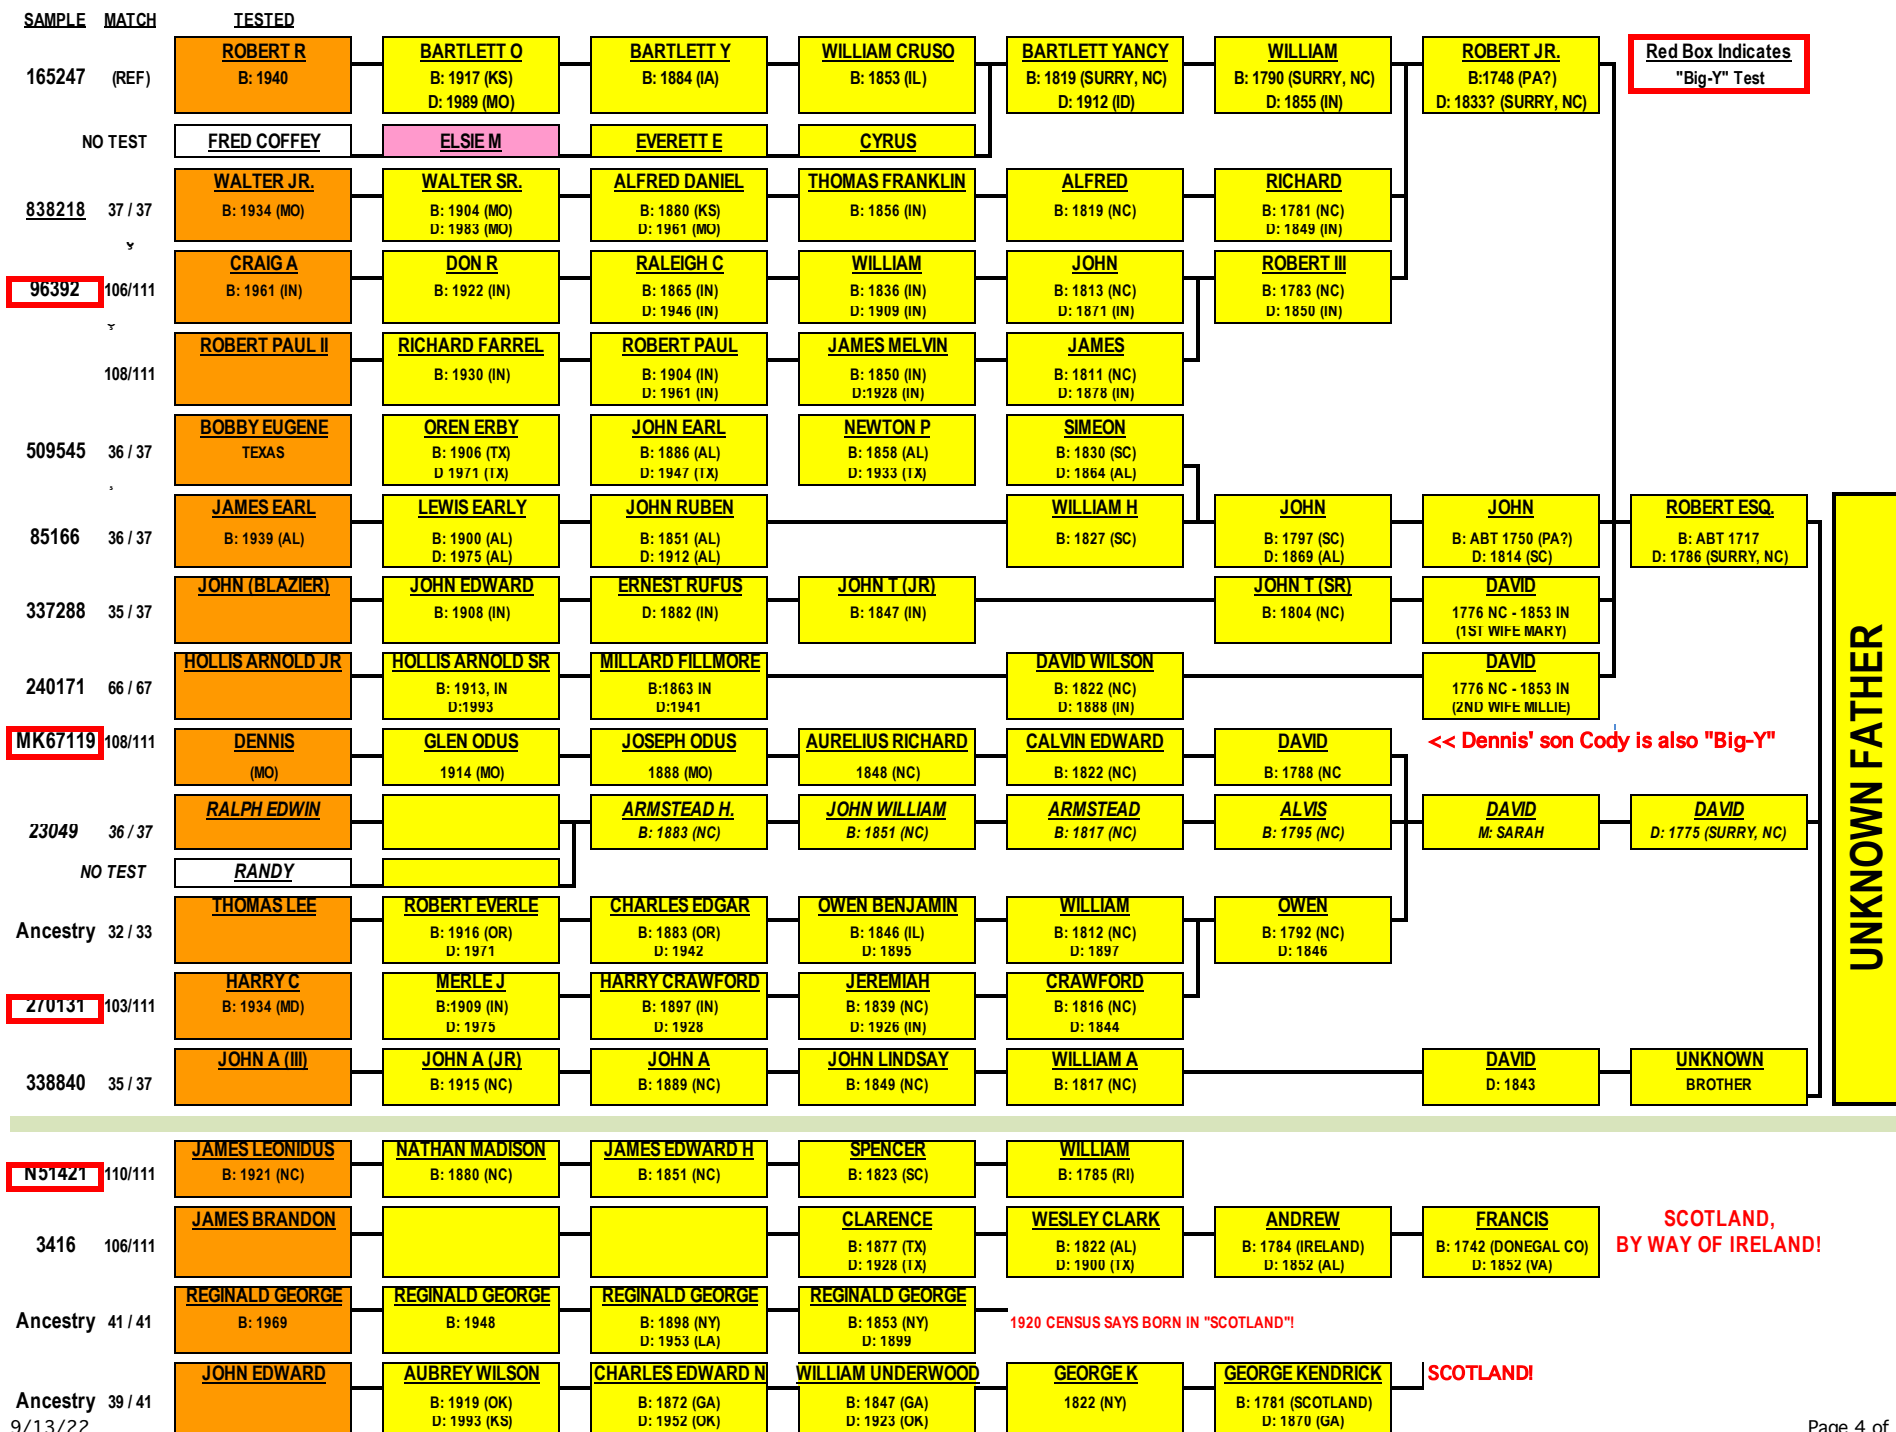 SAMPLE MATCH TESTED
ROBERT R BARTLETT O BARTLETT Y WILLIAM CRUSO BARTLETT YANCY WILLIAM ROBERT JR. Red Box Indicates
165247 (REF) B: 1940 B: 1917 (KS) B: 1884 (IA) B: 1853 (IL) B: 1819 (SURRY, NC) B: 1790 (SURRY, NC) B:1748 (PA?) "Big-Y" Test
D: 1989 (MO) D: 1912 (ID) D: 1855 (IN) D: 1833? (SURRY, NC)
NO TEST FRED COFFEY ELSIE M EVERETT E CYRUS
WALTER JR. WALTER SR. ALFRED DANIEL THOMAS FRANKLIN ALFRED RICHARD
838218 37 / 37 B: 1934 (MO) B: 1904 (MO) B: 1880 (KS) B: 1856 (IN) B: 1819 (NC) B: 1781 (NC)
D: 1983 (MO) D: 1961 (MO) D: 1849 (IN)
CRAIG A DON R RALEIGH C WILLIAM JOHN ROBERT III
96392 106/111 B: 1961 (IN) B: 1922 (IN) B: 1865 (IN) B: 1836 (IN) B: 1813 (NC) B: 1783 (NC)
D: 1946 (IN) D: 1909 (IN) D: 1871 (IN) D: 1850 (IN)
ROBERT PAUL II RICHARD FARREL ROBERT PAUL JAMES MELVIN JAMES
108/111 B: 1930 (IN) B: 1904 (IN) B: 1850 (IN) B: 1811 (NC)
D: 1961 (IN) D:1928 (IN) D: 1878 (IN)
BOBBY EUGENE OREN ERBY JOHN EARL NEWTON P SIMEON
509545 36 / 37 TEXAS B: 1906 (TX) B: 1886 (AL) B: 1858 (AL) B: 1830 (SC)
D 1971 (TX) D: 1947 (TX) D: 1933 (TX) D: 1864 (AL)
JAMES EARL LEWIS EARLY JOHN RUBEN WILLIAM H JOHN JOHN ROBERT ESQ.
85166 36 / 37 B: 1939 (AL) B: 1900 (AL) B: 1851 (AL) B: 1827 (SC) B: 1797 (SC) B: ABT 1750 (PA?) B: ABT 1717
D: 1975 (AL) D: 1912 (AL) D: 1869 (AL) D: 1814 (SC) D: 1786 (SURRY, NC)
JOHN (BLAZIER) JOHN EDWARD ERNEST RUFUS JOHN T (JR) JOHN T (SR) DAVID
337288 35 / 37 B: 1908 (IN) D: 1882 (IN) B: 1847 (IN) B: 1804 (NC) 1776 NC - 1853 IN
(1ST WIFE MARY)
HOLLIS ARNOLD JR HOLLIS ARNOLD SR MILLARD FILLMORE DAVID WILSON DAVID
240171 66 / 67 B: 1913, IN B:1863 IN B: 1822 (NC) 1776 NC - 1853 IN
D:1993 D:1941 D: 1888 (IN) (2ND WIFE MILLIE)
MK67119 108/111 DENNIS GLEN ODUS JOSEPH ODUS AURELIUS RICHARD CALVIN EDWARD DAVID << Dennis' son Cody is also "Big-Y"
(MO) 1914 (MO) 1888 (MO) 1848 (NC) B: 1822 (NC) B: 1788 (NC
RALPH EDWIN ARMSTEAD H. JOHN WILLIAM ARMSTEAD ALVIS DAVID DAVID
23049 36 / 37 B: 1883 (NC) B: 1851 (NC) B: 1817 (NC) B: 1795 (NC) M: SARAH D: 1775 (SURRY, NC)
NO TEST RANDY
THOMAS LEE ROBERT EVERLE CHARLES EDGAR OWEN BENJAMIN WILLIAM OWEN
Ancestry 32 / 33 B: 1916 (OR) B: 1883 (OR) B: 1846 (IL) B: 1812 (NC) B: 1792 (NC)
D: 1971 D: 1942 D: 1895 D: 1897 D: 1846
HARRY C MERLE J HARRY CRAWFORD JEREMIAH CRAWFORD
270131 103/111 B: 1934 (MD) B:1909 (IN) B: 1897 (IN) B: 1839 (NC) B: 1816 (NC)
D: 1975 D: 1928 D: 1926 (IN) D: 1844
JOHN A (III) JOHN A (JR) JOHN A JOHN LINDSAY WILLIAM A DAVID UNKNOWN
338840 35 / 37 B: 1915 (NC) B: 1889 (NC) B: 1849 (NC) B: 1817 (NC) D: 1843 BROTHER
UNKNOWN FATHER
JAMES LEONIDUS NATHAN MADISON JAMES EDWARD H SPENCER WILLIAM
N51421 110/111 B: 1921 (NC) B: 1880 (NC) B: 1851 (NC) B: 1823 (SC) B: 1785 (RI)
JAMES BRANDON CLARENCE WESLEY CLARK ANDREW FRANCIS SCOTLAND,
3416 106/111 B: 1877 (TX) B: 1822 (AL) B: 1784 (IRELAND) B: 1742 (DONEGAL CO) BY WAY OF IRELAND!
D: 1928 (TX) D: 1900 (TX) D: 1852 (AL) D: 1852 (VA)
REGINALD GEORGE REGINALD GEORGE REGINALD GEORGE REGINALD GEORGE
Ancestry 41 / 41 B: 1969 B: 1948 B: 1898 (NY) B: 1853 (NY) 1920 CENSUS SAYS BORN IN "SCOTLAND"!
D: 1953 (LA) D: 1899
JOHN EDWARD AUBREY WILSON CHARLES EDWARD N WILLIAM UNDERWOOD GEORGE K GEORGE KENDRICK SCOTLAND!
Ancestry 39 / 41 B: 1919 (OK) B: 1872 (GA) B: 1847 (GA) 1822 (NY) B: 1781 (SCOTLAND)
D: 1993 (KS) D: 1952 (OK) D: 1923 (OK) D: 1870 (GA)
9/13/22 Page 4 of